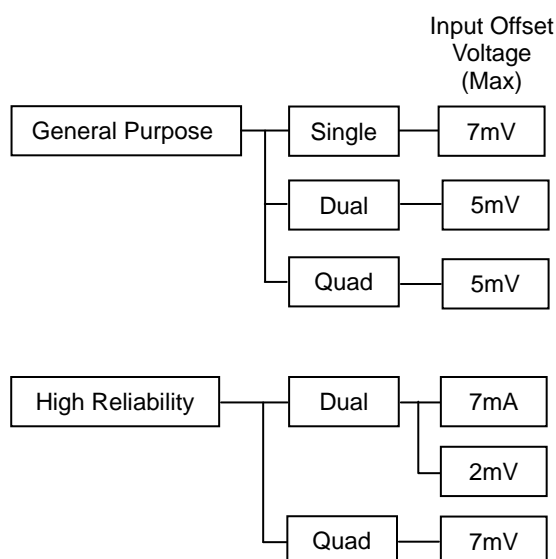 Input Offset
Voltage
(Max)
General Purpose
Single
7mV
Dual
5mV
Quad
5mV
High Reliability
Dual
7mA
2mV
Quad
7mV